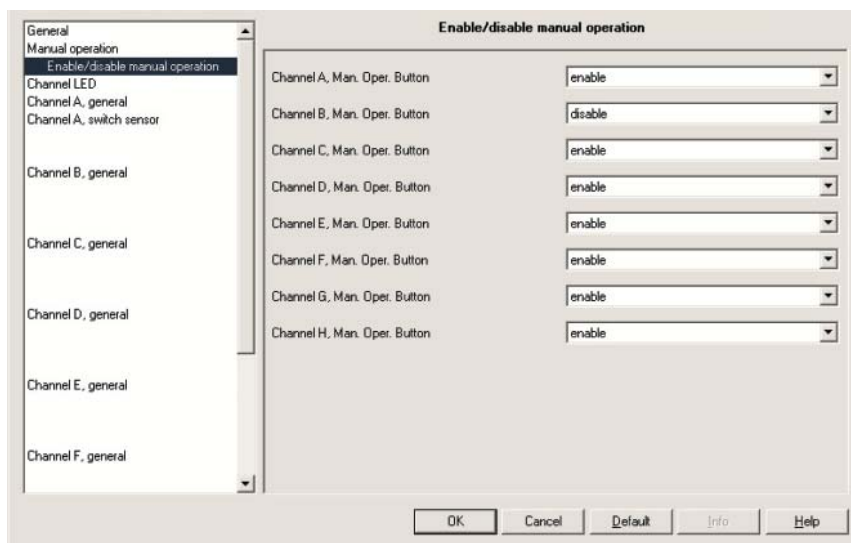 General
Manual operation
Enable/disable manual operation
Channel LED
Channel A, general
Channel A, switch sensor
Channel B, general
Channel C, general
Channel D, general
Channel E, general
Channel F, general
Enable/disable manual operation
Channel A, Man. Oper. Button enable
Channel B, Man. Oper. Button disable
Channel C, Man. Oper. Button enable
Channel D, Man. Oper. Button enable
Channel E, Man. Oper. Button enable
Channel F, Man. Oper. Button enable
Channel G, Man. Oper. Button enable
Channel H, Man. Oper. Button enable
OK Cancel Default Info Help